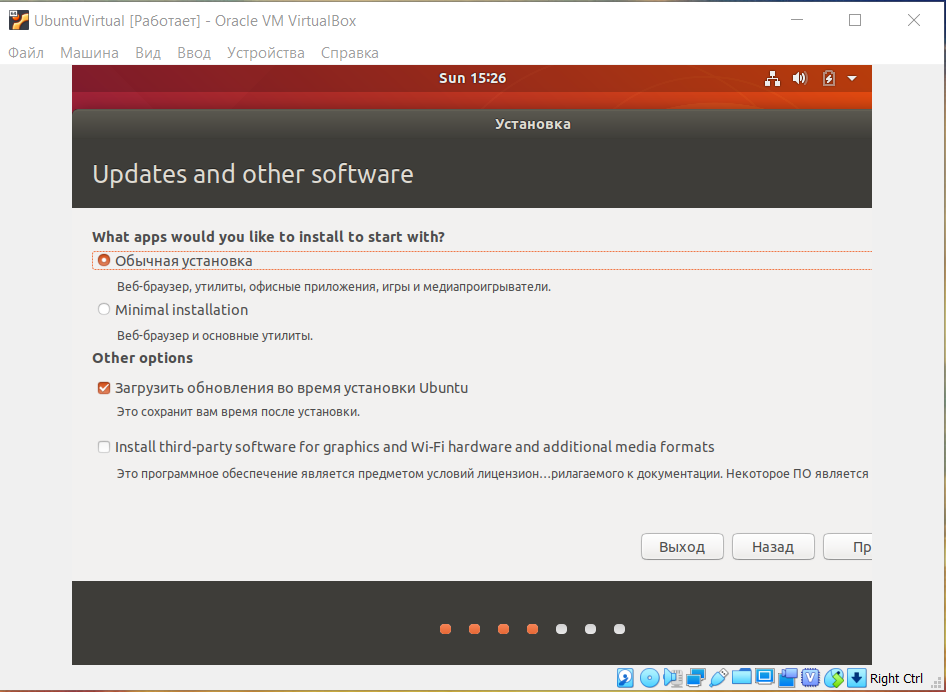 UbuntuVirtual [Работает] - Oracle VM VirtualBox
Файл Машина Вид Ввод Устройства Справка
Sun 15:26
Установка
Updates and other software
What apps would you like to install to start with?
Обычная установка
Веб-браузер, утилиты, офисные приложения, игры и медиапроигрыватели.
Minimal installation
Веб-браузер и основные утилиты.
Other options
Загрузить обновления во время установки Ubuntu
Это сохранит вам время после установки.
Install third-party software for graphics and Wi-Fi hardware and additional media formats
Это программное обеспечение является предметом условий лицензион…рилагаемого к документации. Некоторое ПО является
Выход Назад Пр
Right Ctrl